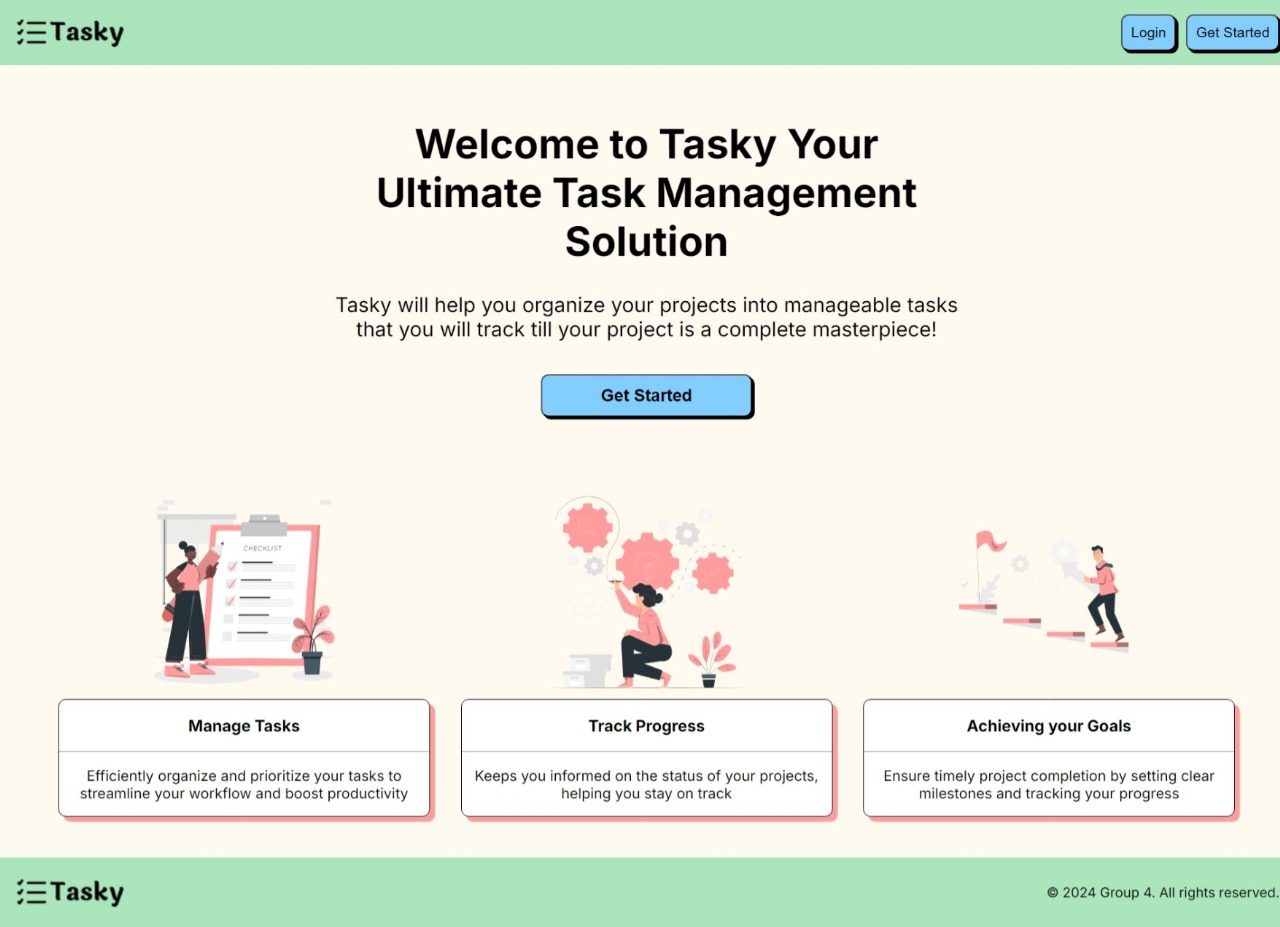 Tasky
Login
Get Started
Welcome to Tasky Your
Ultimate Task Management
Solution
Tasky will help you organize your projects into manageable tasks
that you will track till your project is a complete masterpiece!
Get Started
CHECKLIST
Manage Tasks
Efficiently organize and prioritize your tasks to
streamline your workflow and boost productivity
Track Progress
Keeps you informed on the status of your projects,
helping you stay on track
Achieving your Goals
Ensure timely project completion by setting clear
milestones and tracking your progress
Tasky
© 2024 Group 4. All rights reserved.